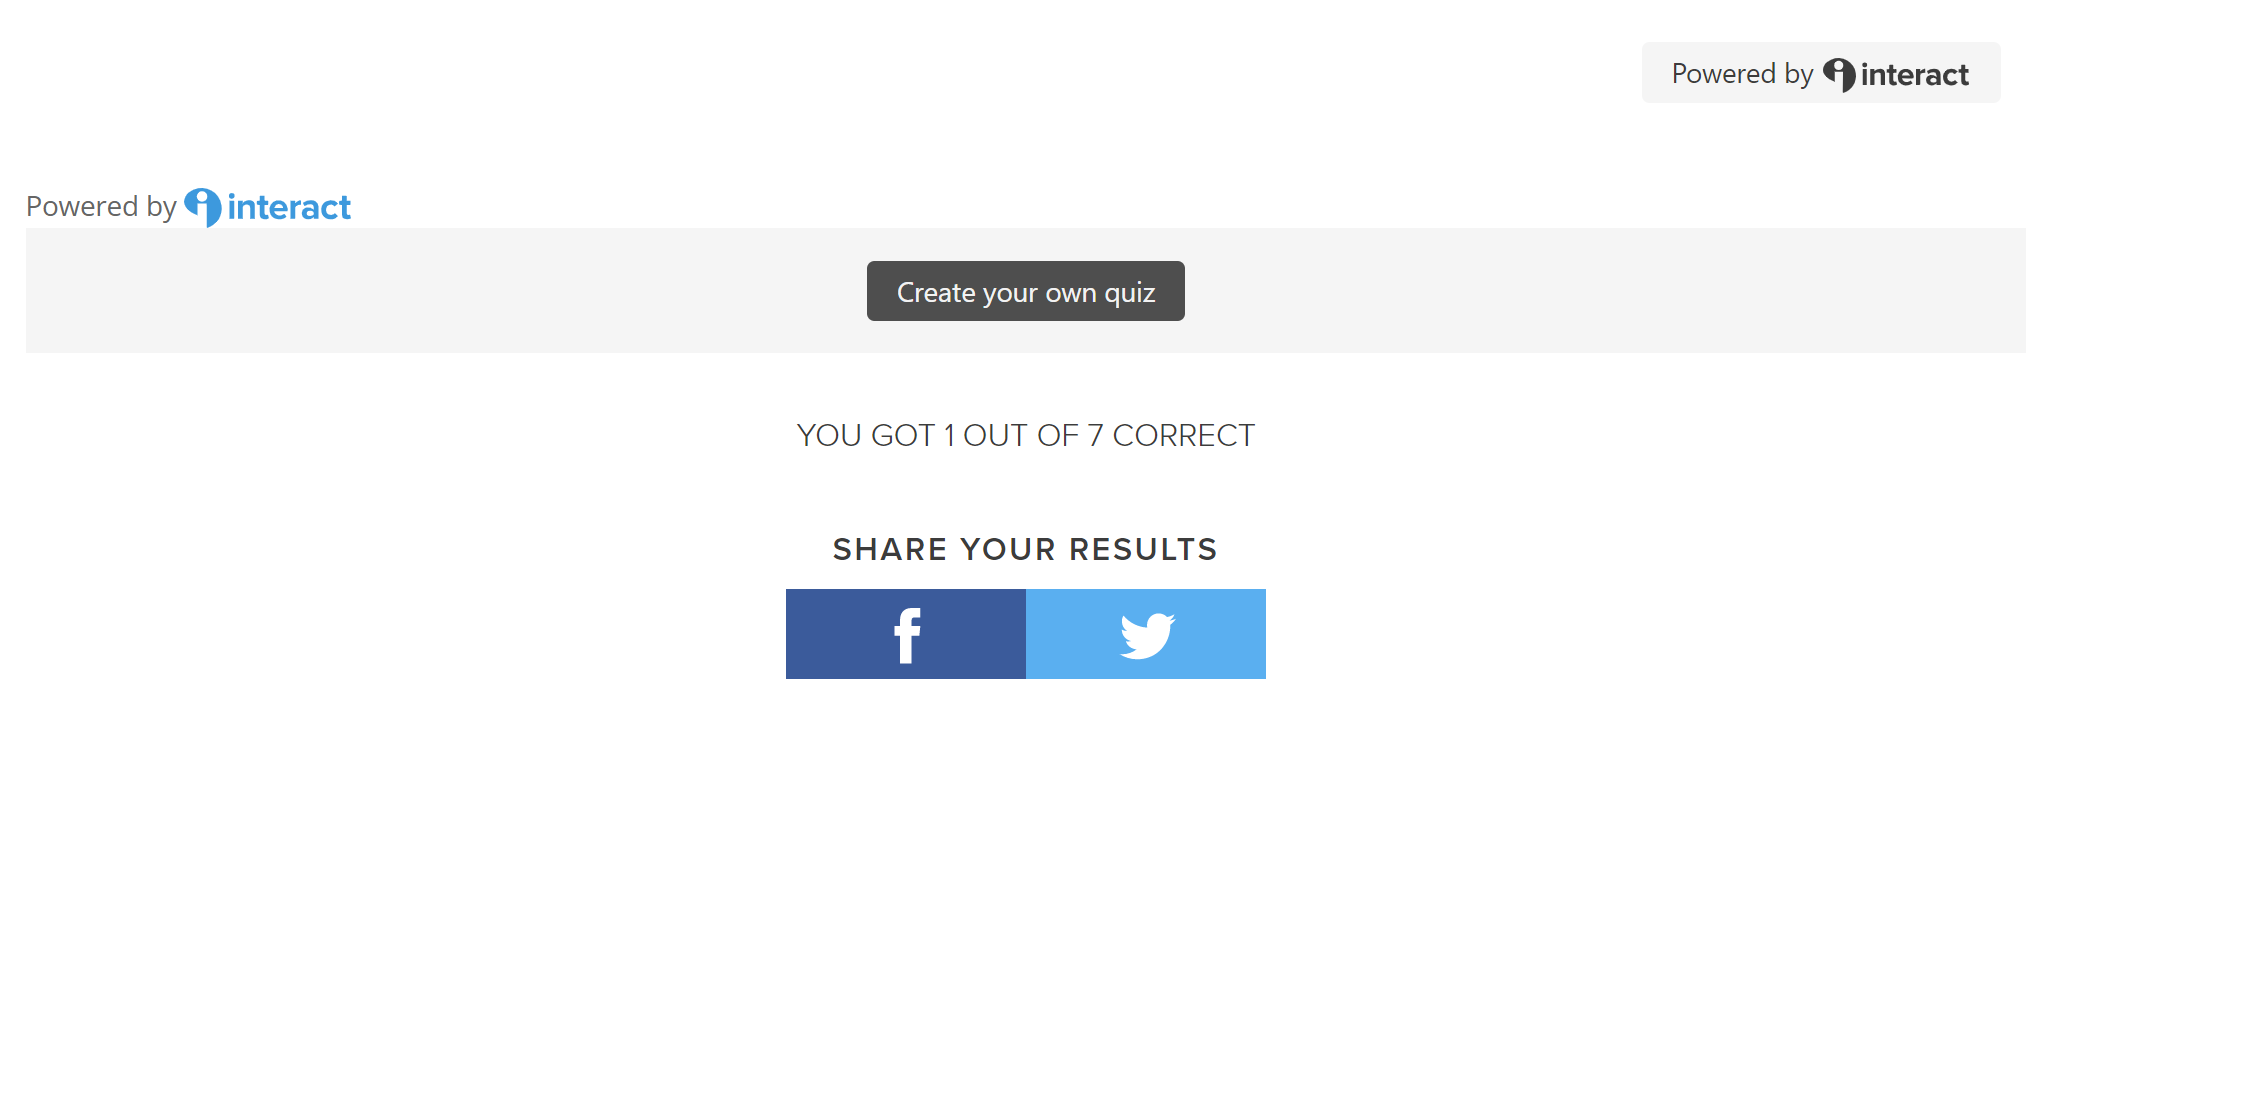 Powered by interact
Powered by interact
Create your own quiz
YOU GOT 1 OUT OF 7 CORRECT
SHARE YOUR RESULTS